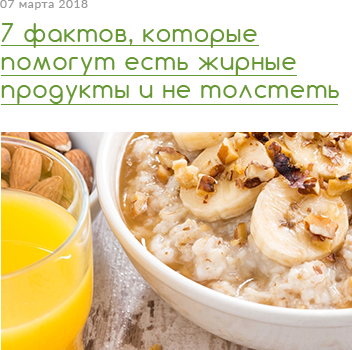 07 марта 2018
7 фактов, которые
помогут есть жирные
продукты и не толстеть